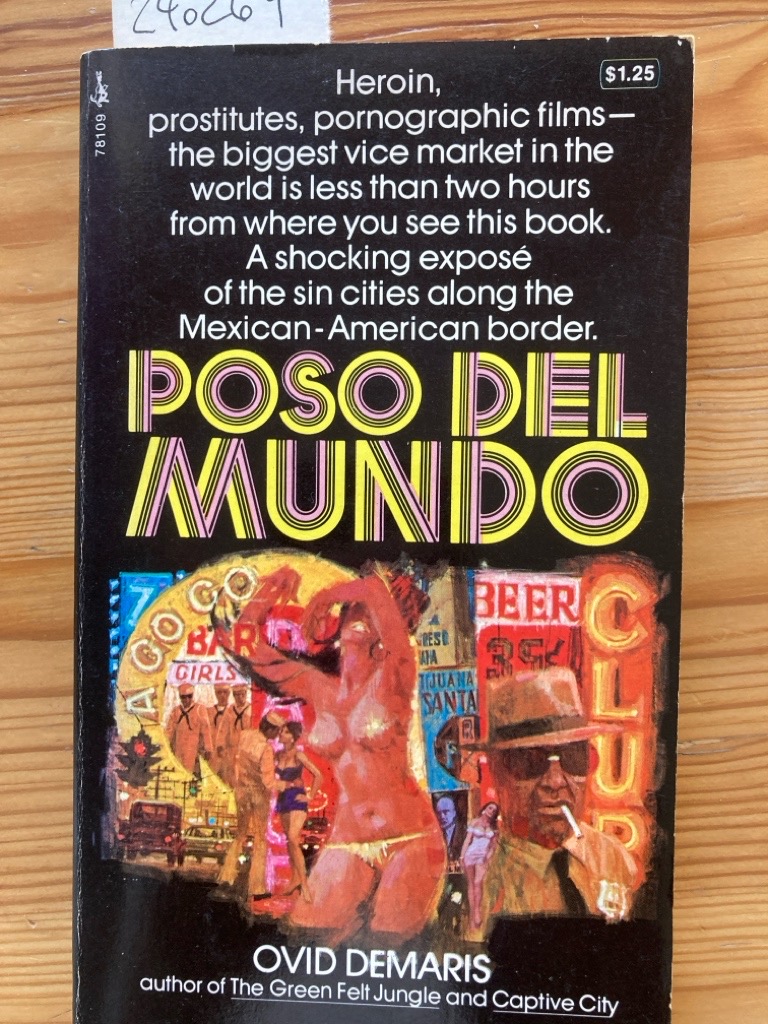 240269
78109
$1.25
Heroin,
prostitutes, pornographic films—
the biggest vice market in the
world is less than two hours
from where you see this book.
A shocking exposé
of the sin cities along the
Mexican-American border.
POSO DEL
MUNDO
7
A GO GO
BAR
GIRLS
BEER
35¢
CLUB
TIJUANA
SANTA
OVID DEMARIS
author of The Green Felt Jungle and Captive City